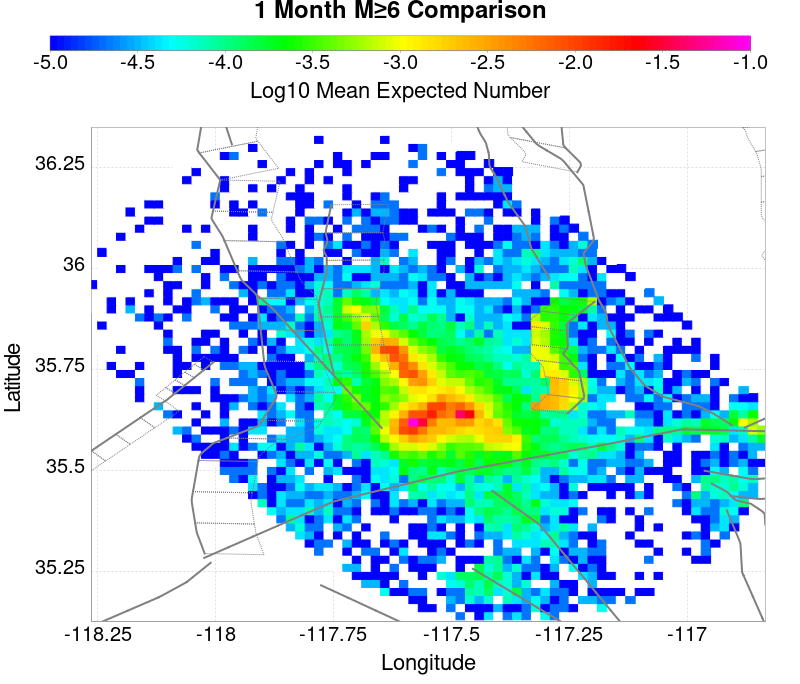 1 Month M≥6 Comparison
-5.0 -4.5 -4.0 -3.5 -3.0 -2.5 -2.0 -1.5 -1.0
Log10 Mean Expected Number
36.25
36
35.75
35.5
35.25
Latitude
-118.25 -118 -117.75 -117.5 -117.25 -117
Longitude